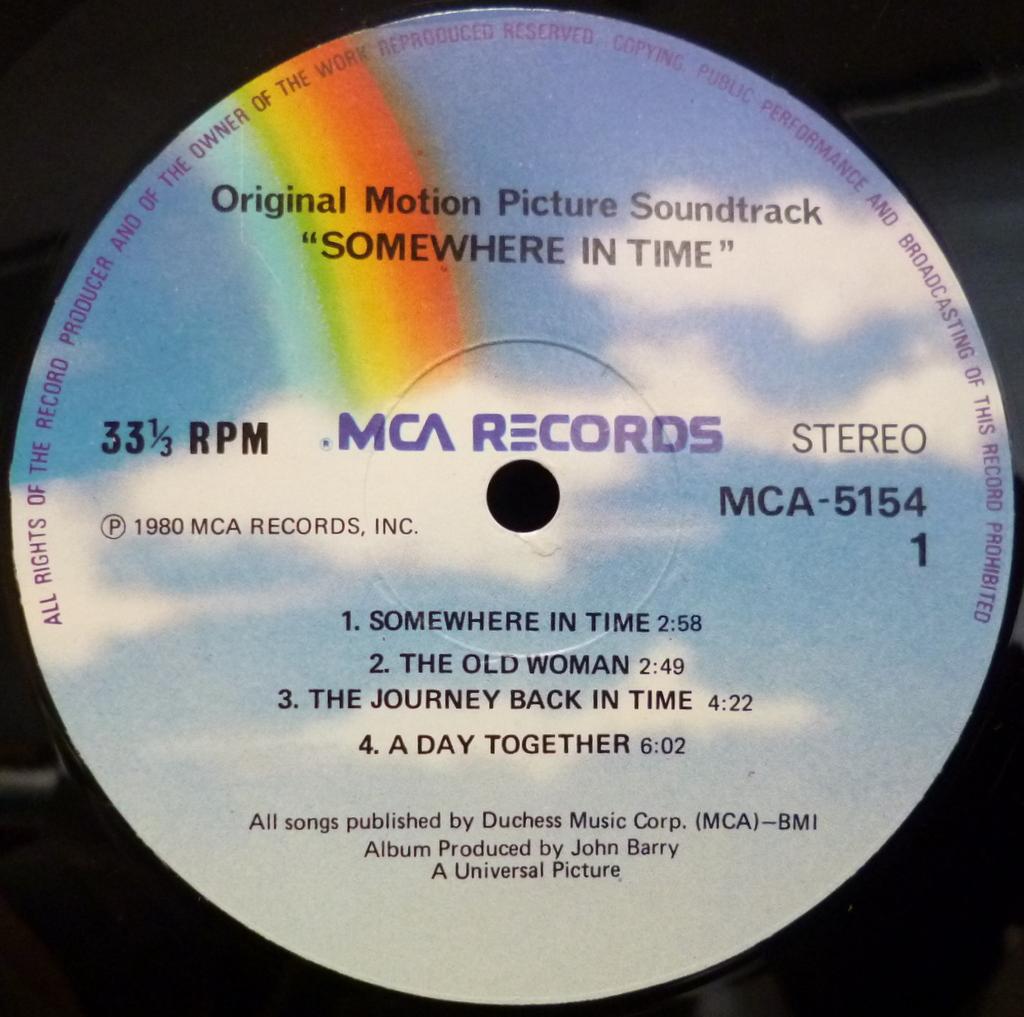 ALL RIGHTS OF THE RECORD PRODUCER AND OF THE OWNER OF THE WORK REPRODUCED RESERVED. COPYING, PUBLIC PERFORMANCE AND BROADCASTING OF THIS RECORD PROHIBITED
Original Motion Picture Soundtrack
“SOMEWHERE IN TIME”
33⅓ RPM
® MCA RECORDS
STEREO
MCA-5154
℗ 1980 MCA RECORDS, INC.
1
1. SOMEWHERE IN TIME 2:58
2. THE OLD WOMAN 2:49
3. THE JOURNEY BACK IN TIME 4:22
4. A DAY TOGETHER 6:02
All songs published by Duchess Music Corp. (MCA)–BMI
Album Produced by John Barry
A Universal Picture